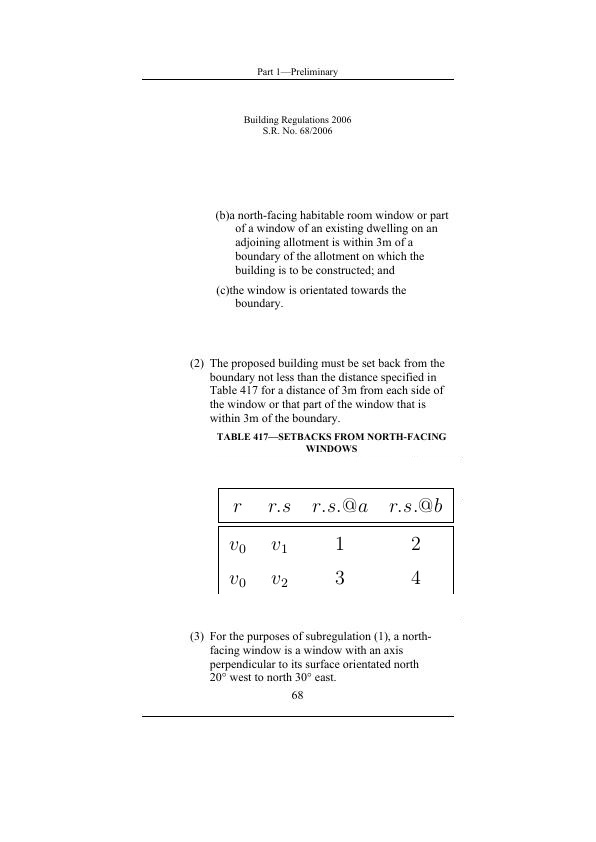 Part 1—Preliminary
Building Regulations 2006
S.R. No. 68/2006
(b)a north-facing habitable room window or part
of a window of an existing dwelling on an
adjoining allotment is within 3m of a
boundary of the allotment on which the
building is to be constructed; and
(c)the window is orientated towards the
boundary.
(2) The proposed building must be set back from the
boundary not less than the distance specified in
Table 417 for a distance of 3m from each side of
the window or that part of the window that is
within 3m of the boundary.
TABLE 417—SETBACKS FROM NORTH-FACING
WINDOWS
r r.s r.s.@a r.s.@b
v0 v1 1 2
v0 v2 3 4
(3) For the purposes of subregulation (1), a north-
facing window is a window with an axis
perpendicular to its surface orientated north
20° west to north 30° east.
68